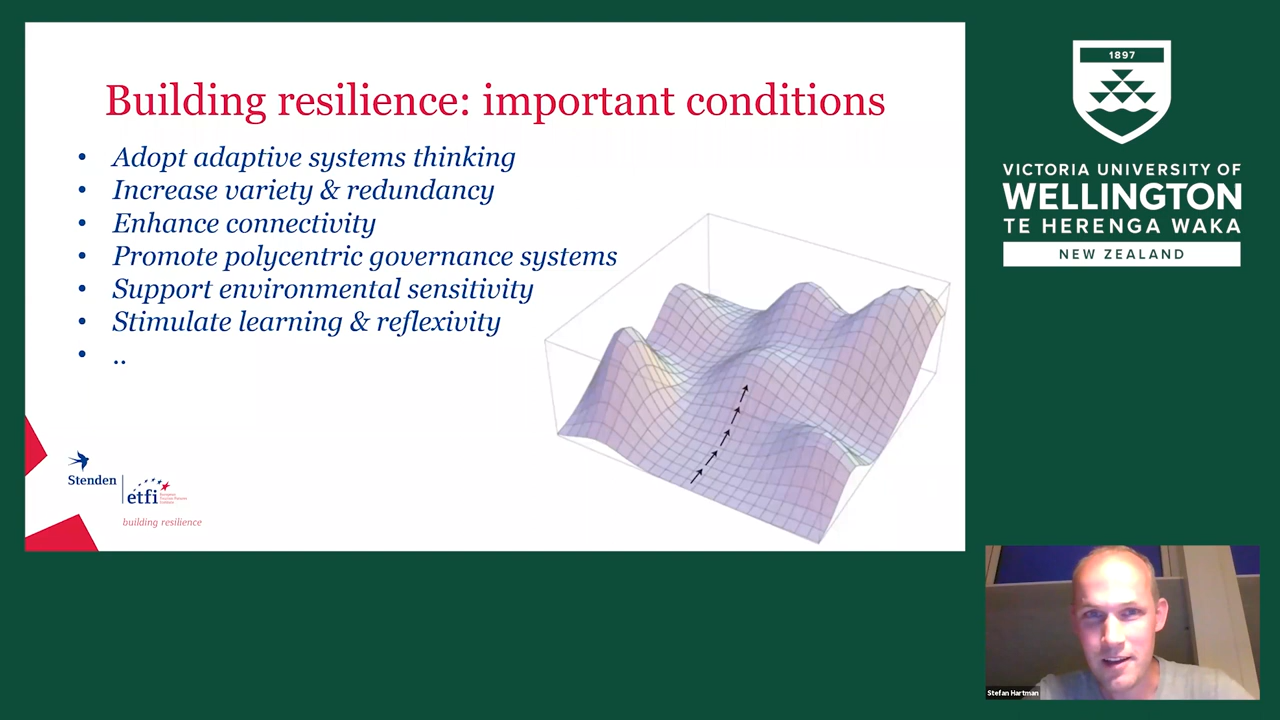 Building resilience: important conditions
• Adopt adaptive systems thinking
• Increase variety & redundancy
• Enhance connectivity
• Promote polycentric governance systems
• Support environmental sensitivity
• Stimulate learning & reflexivity
• ..
Stenden
etfi
building resilience
1897
VICTORIA UNIVERSITY OF
WELLINGTON
TE HERENGA WAKA
NEW ZEALAND
Stefan Hartman